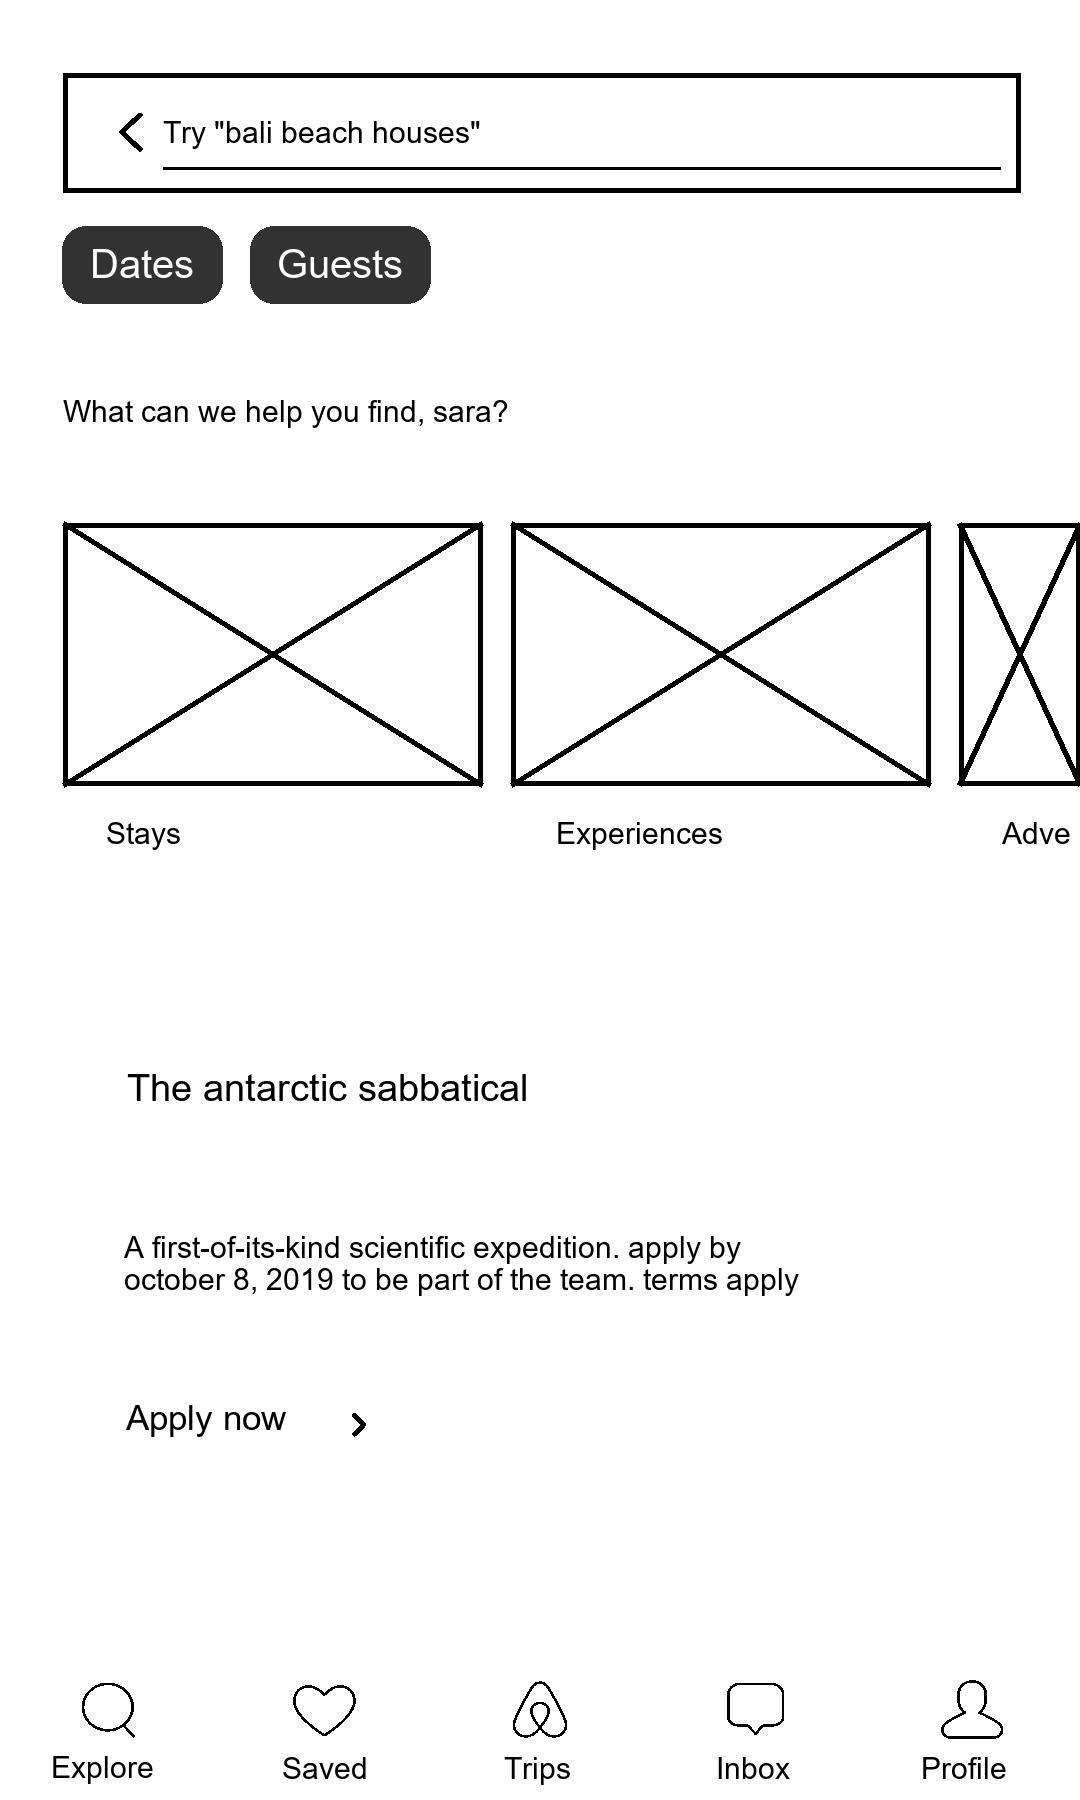 Try "bali beach houses"
Dates
Guests
What can we help you find, sara?
Stays
Experiences
Adve
The antarctic sabbatical
A first-of-its-kind scientific expedition. apply by
october 8, 2019 to be part of the team. terms apply
Apply now
Explore
Saved
Trips
Inbox
Profile